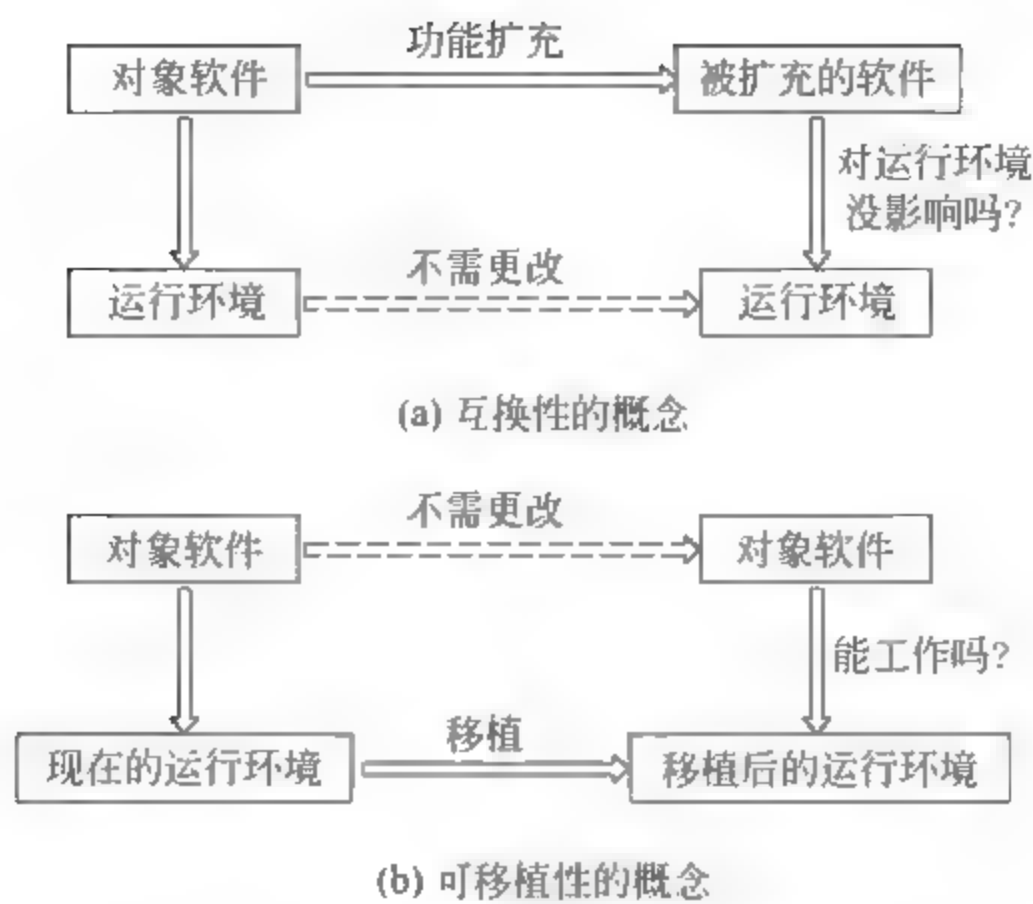 功能扩充
对象软件
被扩充的软件
对运行环境
没影响吗?
不需更改
运行环境
运行环境
(a) 互换性的概念
不需更改
对象软件
对象软件
能工作吗?
移植
现在的运行环境
移植后的运行环境
(b) 可移植性的概念